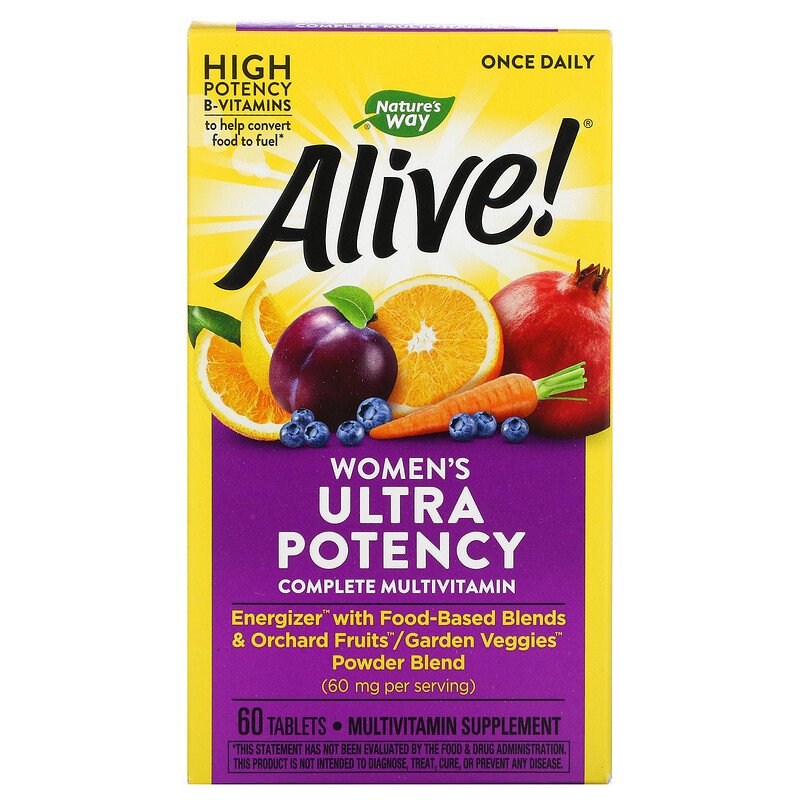 COMPLETE MULTIVITAMIN
HIGH
POTENCY
B-VITAMINS
to help convert
food to fuel*
ONCE DAILY
Nature's
Way®
Alive!®
WOMEN'S
ULTRA
POTENCY
COMPLETE MULTIVITAMIN
Energizer™ with Food-Based Blends
& Orchard Fruits™/Garden Veggies™
Powder Blend
(60 mg per serving)
60 TABLETS • MULTIVITAMIN SUPPLEMENT
*THIS STATEMENT HAS NOT BEEN EVALUATED BY THE FOOD & DRUG ADMINISTRATION.
THIS PRODUCT IS NOT INTENDED TO DIAGNOSE, TREAT, CURE, OR PREVENT ANY DISEASE.